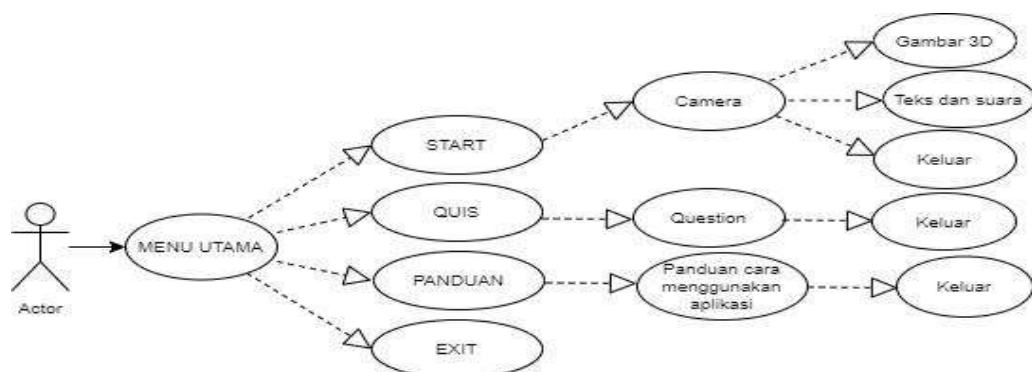 Gambar 3D
Camera
Teks dan suara
START
Keluar
QUIS
Question
Keluar
MENU UTAMA
PANDUAN
Panduan cara
menggunakan
aplikasi
Keluar
Actor
EXIT